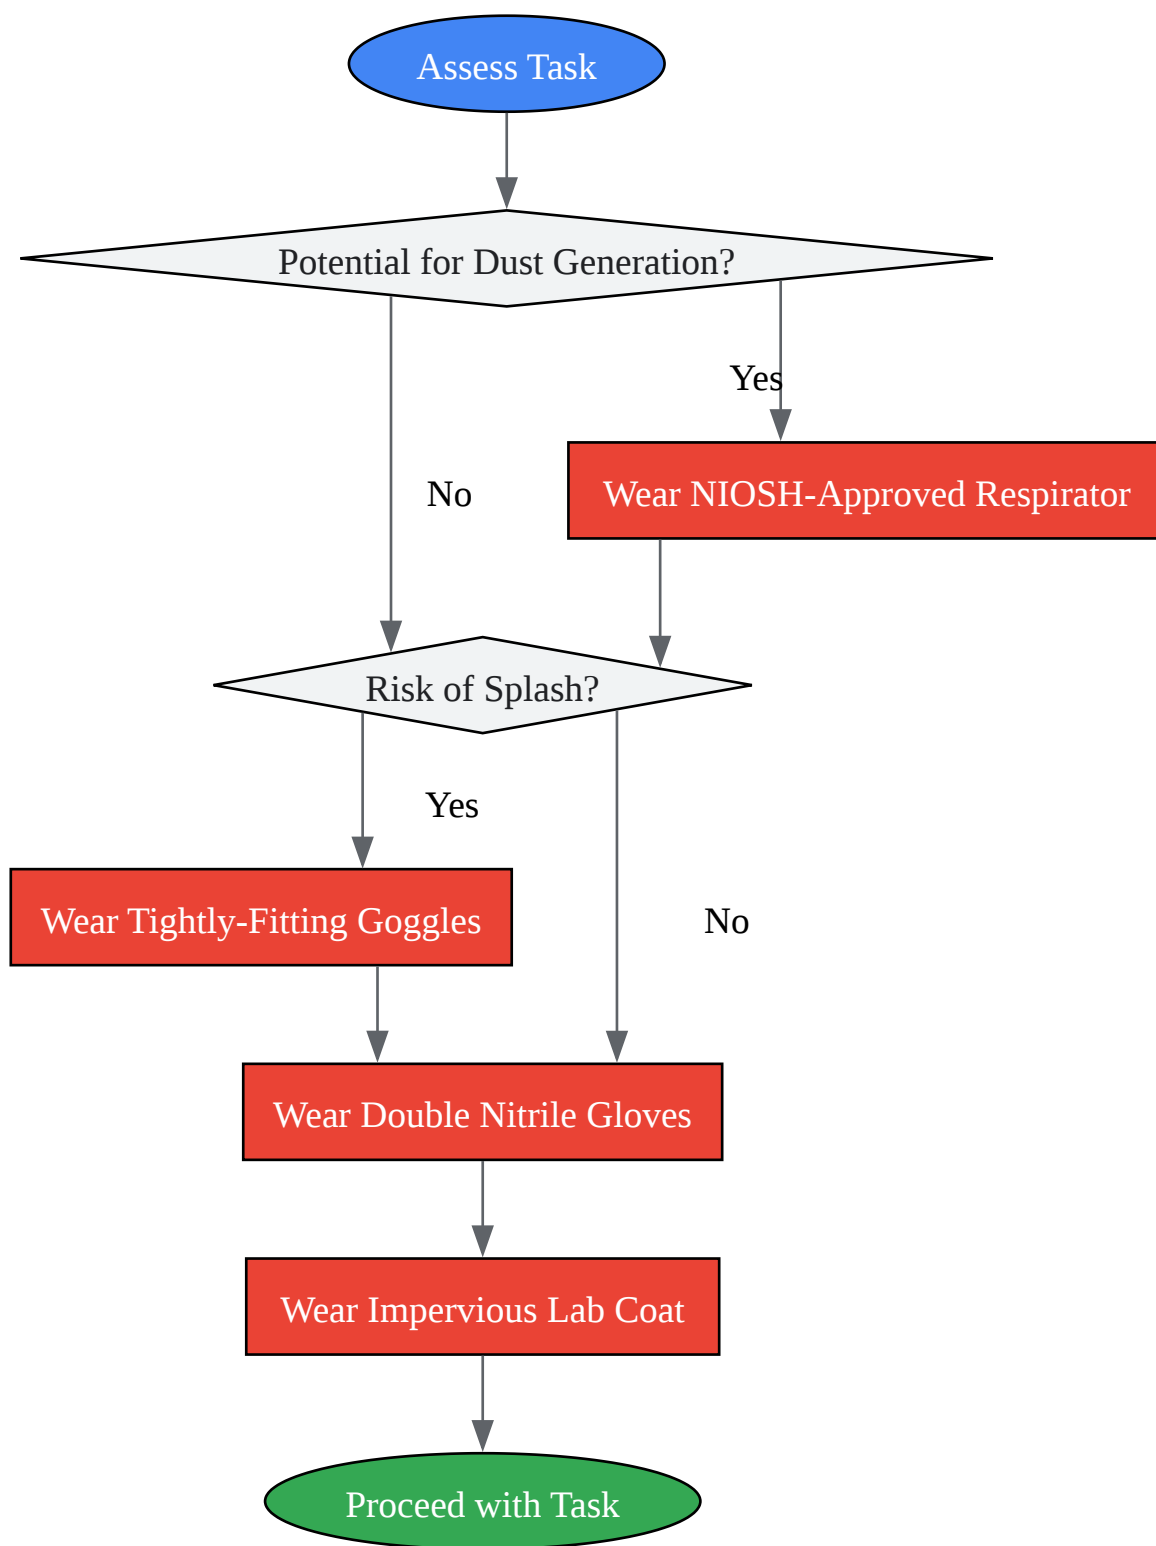 Assess Task
Potential for Dust Generation?
Yes
No
Wear NIOSH-Approved Respirator
Risk of Splash?
Yes
Wear Tightly-Fitting Goggles
No
Wear Double Nitrile Gloves
Wear Impervious Lab Coat
Proceed with Task